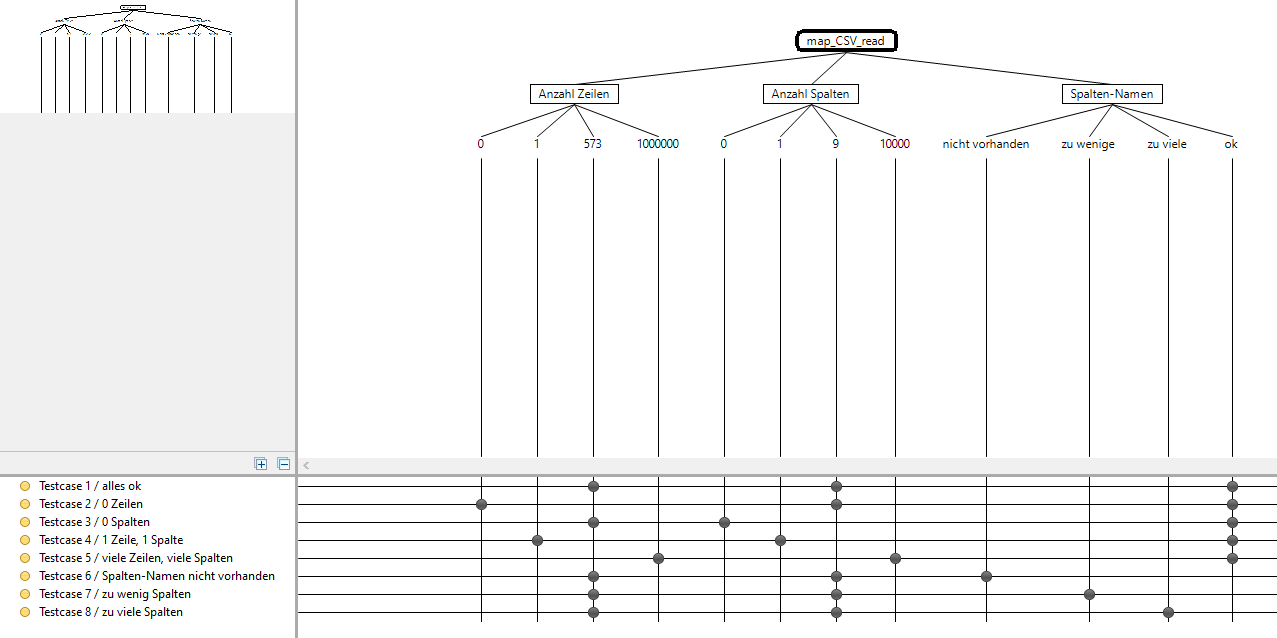 map_CSV_read
Anzahl Zeilen Anzahl Spalten Spalten-Namen
0 1 573 1000000 0 1 9 10000 nicht vorhanden zu wenige zu viele ok
Testcase 1 / alles ok
Testcase 2 / 0 Zeilen
Testcase 3 / 0 Spalten
Testcase 4 / 1 Zeile, 1 Spalte
Testcase 5 / viele Zeilen, viele Spalten
Testcase 6 / Spalten-Namen nicht vorhanden
Testcase 7 / zu wenig Spalten
Testcase 8 / zu viele Spalten